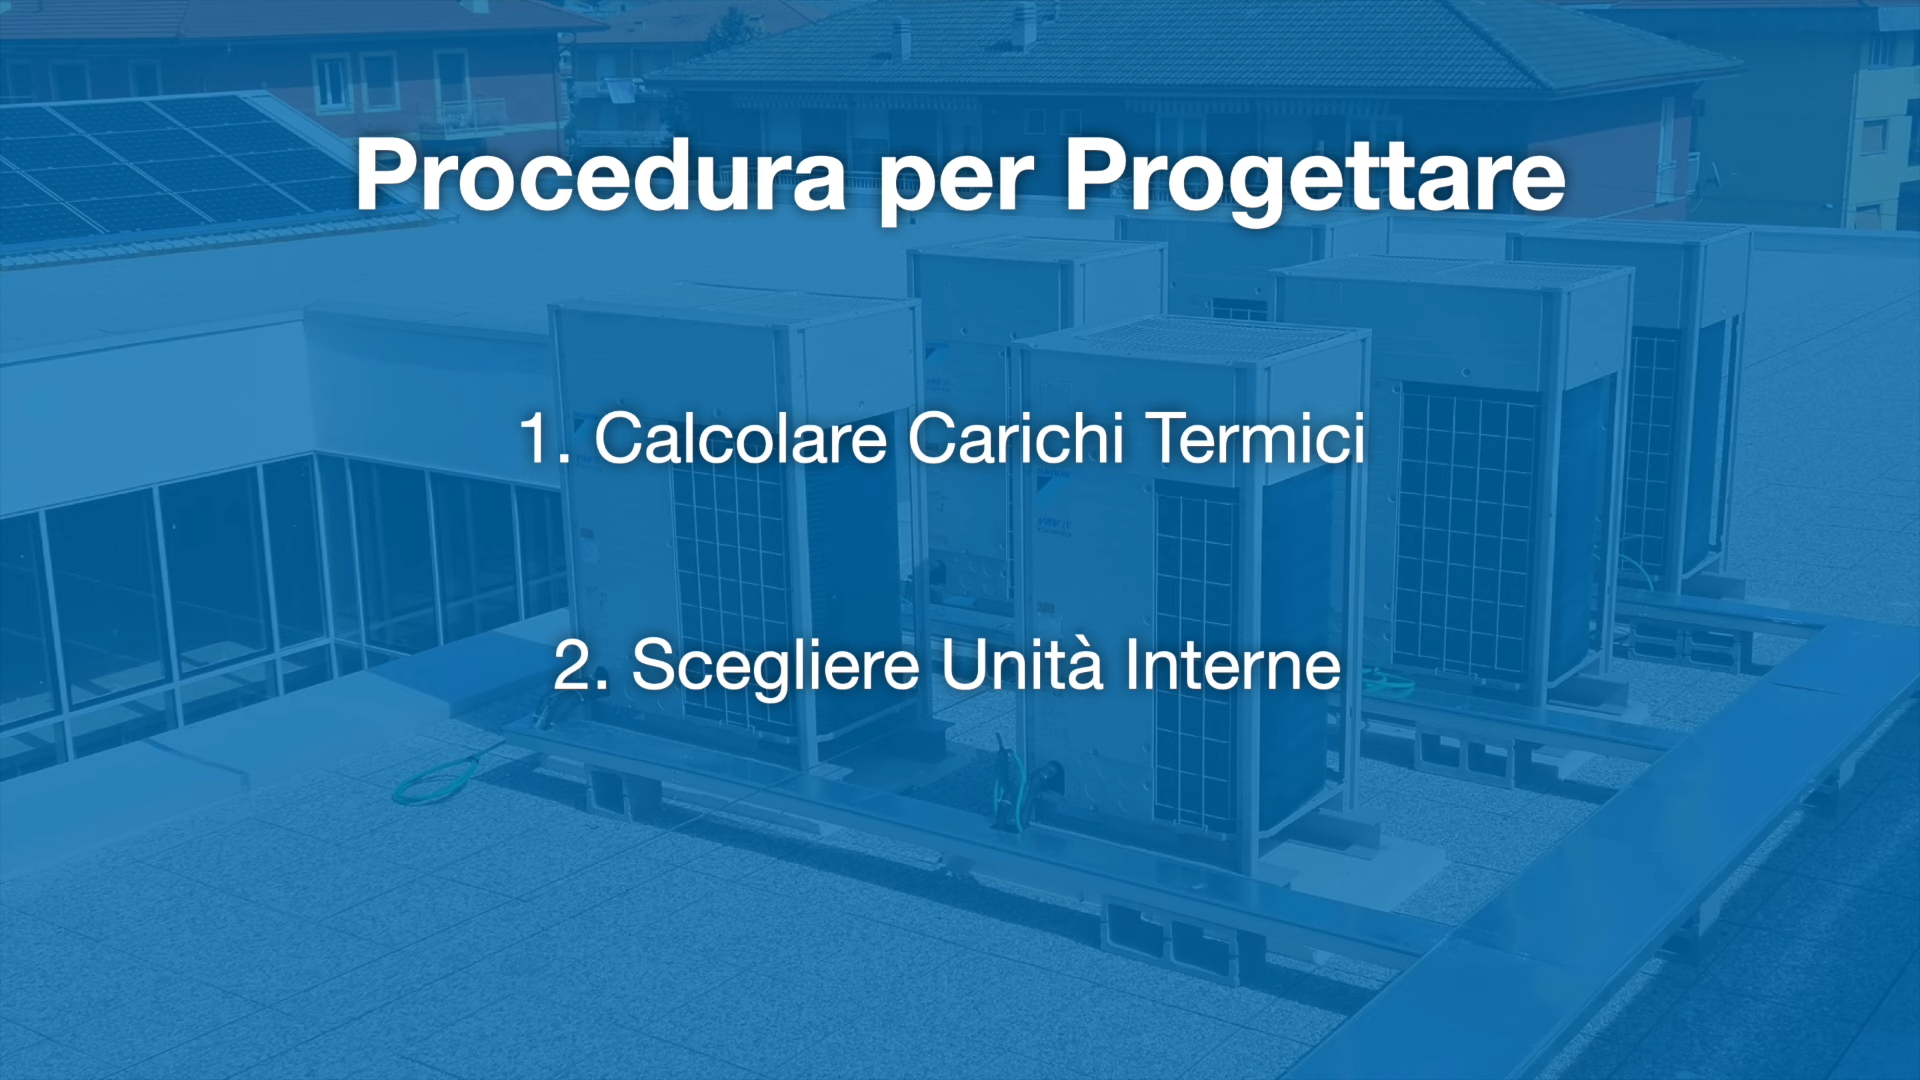 Procedura per Progettare
1. Calcolare Carichi Termici
2. Scegliere Unità Interne